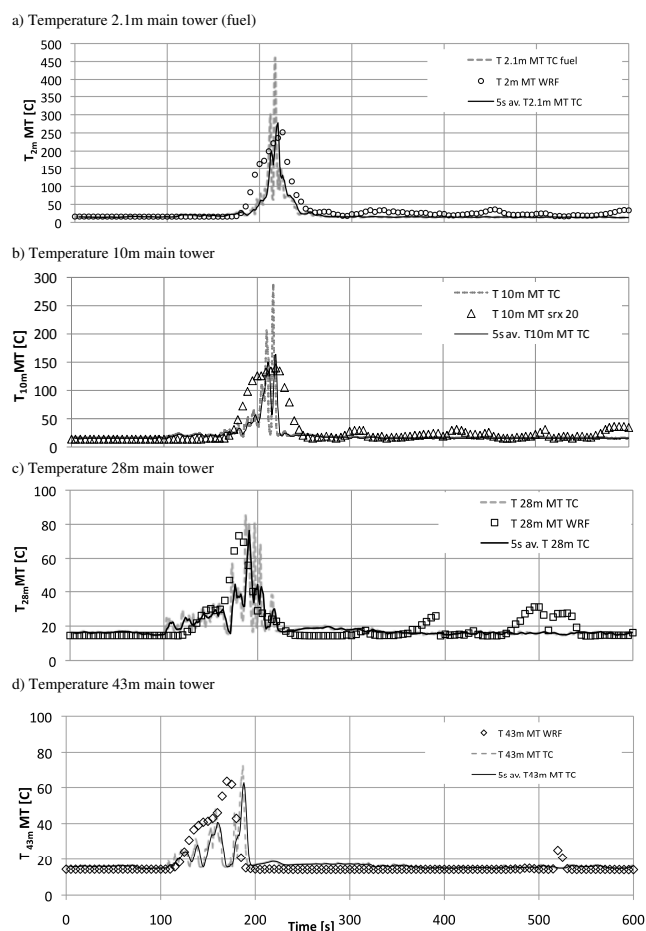 a) Temperature 2.1m main tower (fuel)
500
450
400
350
300
250
200
150
100
50
0
T2m MT [C]
T 2.1m MT TC fuel
T 2m MT WRF
5s av. T2.1m MT TC
b) Temperature 10m main tower
300
250
200
150
100
50
0
T10mMT [C]
T 10m MT TC
T 10m MT srx 20
5s av. T10m MT TC
c) Temperature 28m main tower
100
80
60
40
20
0
T28mMT [C]
T 28m MT TC
T 28m MT WRF
5s av. T 28m TC
d) Temperature 43m main tower
100
80
60
40
20
0
T 43m MT [C]
T 43m MT WRF
T 43m MT TC
5s av. T43m MT TC
0 100 200 300 400 500 600
Time [s]